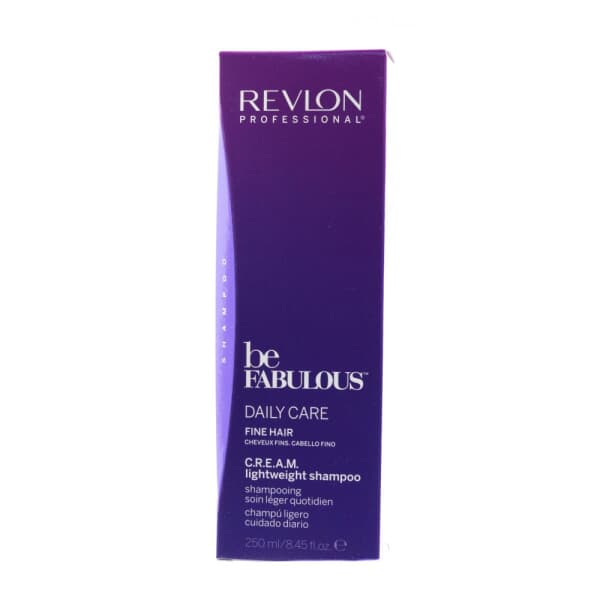 REVLON
PROFESSIONAL®
SHAMPOO
be
FABULOUS™
DAILY CARE
FINE HAIR
CHEVEUX FINS. CABELLO FINO
C.R.E.A.M.
lightweight shampoo
shampooing
soin léger quotidien
champú ligero
cuidado diario
250 ml/8.45 fl.oz. ℮